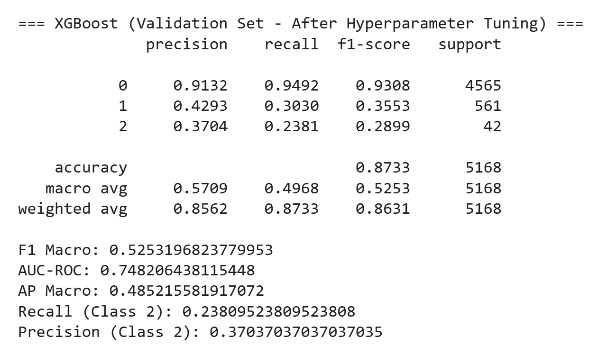 === XGBoost (Validation Set - After Hyperparameter Tuning) ===
precision recall f1-score support
0 0.9132 0.9492 0.9308 4565
1 0.4293 0.3030 0.3553 561
2 0.3704 0.2381 0.2899 42
accuracy 0.8733 5168
macro avg 0.5709 0.4968 0.5253 5168
weighted avg 0.8562 0.8733 0.8631 5168
F1 Macro: 0.5253196823779953
AUC-ROC: 0.748206438115448
AP Macro: 0.485215581917072
Recall (Class 2): 0.23809523809523808
Precision (Class 2): 0.37037037037037035